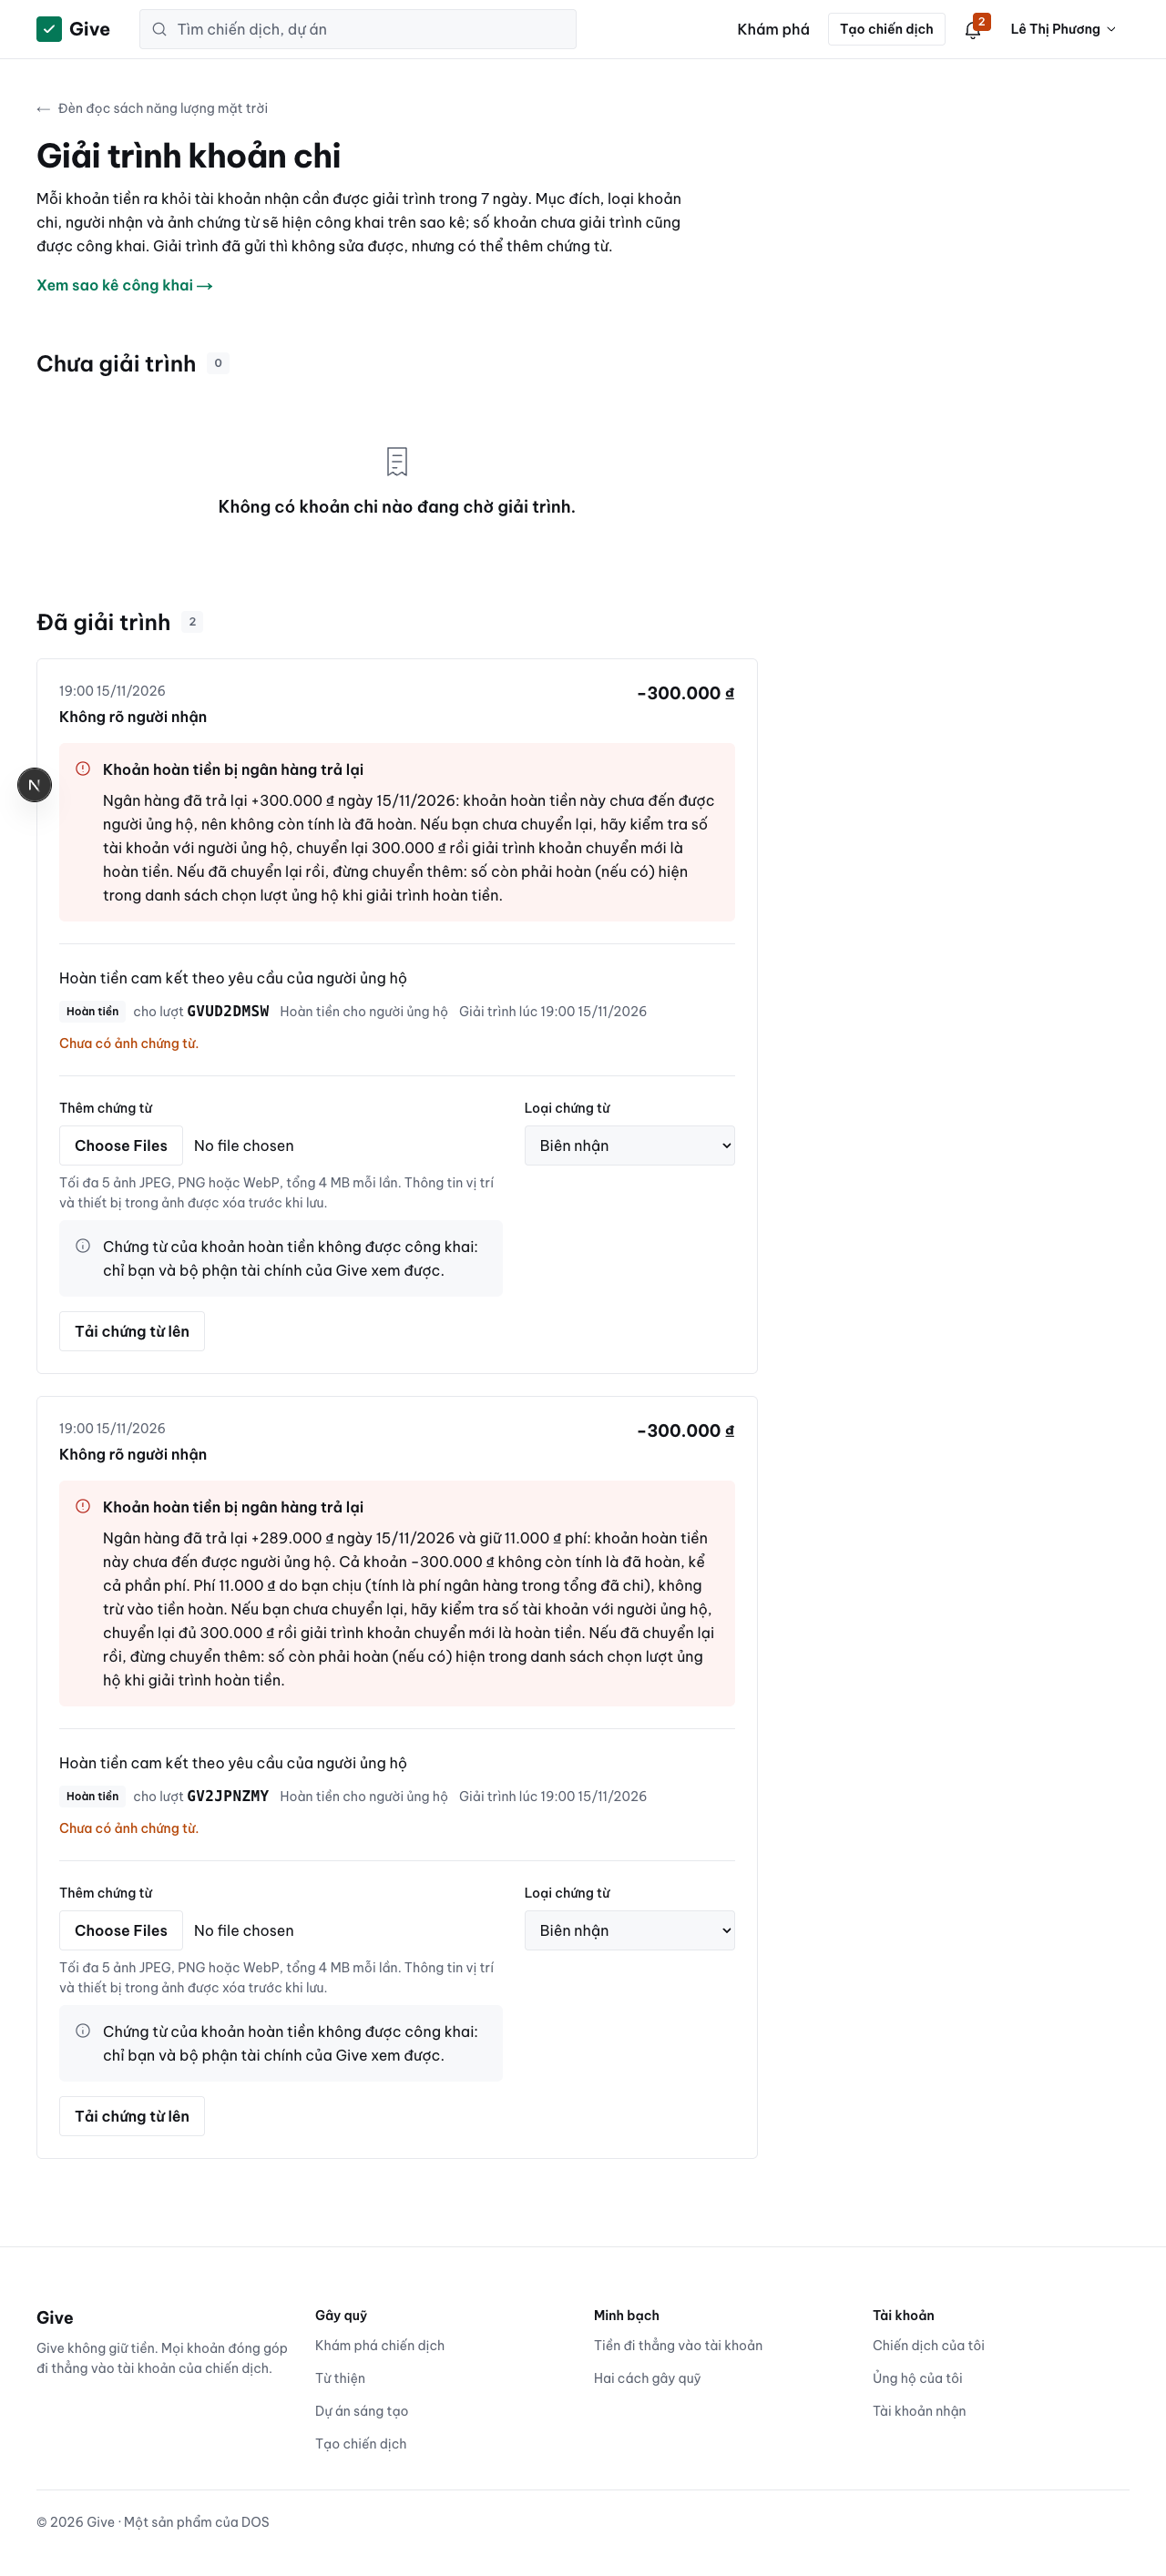 Give
Tìm chiến dịch, dự án
Khám phá
Tạo chiến dịch
2
Lê Thị Phương
← Đèn đọc sách năng lượng mặt trời
Giải trình khoản chi
Mỗi khoản tiền ra khỏi tài khoản nhận cần được giải trình trong 7 ngày. Mục đích, loại khoản
chi, người nhận và ảnh chứng từ sẽ hiện công khai trên sao kê; số khoản chưa giải trình cũng
được công khai. Giải trình đã gửi thì không sửa được, nhưng có thể thêm chứng từ.
Xem sao kê công khai →
Chưa giải trình 0
Không có khoản chi nào đang chờ giải trình.
Đã giải trình 2
19:00 15/11/2026
-300.000 ₫
Không rõ người nhận
Khoản hoàn tiền bị ngân hàng trả lại
Ngân hàng đã trả lại +300.000 ₫ ngày 15/11/2026: khoản hoàn tiền này chưa đến được
người ủng hộ, nên không còn tính là đã hoàn. Nếu bạn chưa chuyển lại, hãy kiểm tra số
tài khoản với người ủng hộ, chuyển lại 300.000 ₫ rồi giải trình khoản chuyển mới là
hoàn tiền. Nếu đã chuyển lại rồi, đừng chuyển thêm: số còn phải hoàn (nếu có) hiện
trong danh sách chọn lượt ủng hộ khi giải trình hoàn tiền.
Hoàn tiền cam kết theo yêu cầu của người ủng hộ
Hoàn tiền cho lượt GVUD2DMSW Hoàn tiền cho người ủng hộ Giải trình lúc 19:00 15/11/2026
Chưa có ảnh chứng từ.
Thêm chứng từ
Loại chứng từ
Choose Files No file chosen
Biên nhận
Tối đa 5 ảnh JPEG, PNG hoặc WebP, tổng 4 MB mỗi lần. Thông tin vị trí
và thiết bị trong ảnh được xóa trước khi lưu.
Chứng từ của khoản hoàn tiền không được công khai:
chỉ bạn và bộ phận tài chính của Give xem được.
Tải chứng từ lên
19:00 15/11/2026
-300.000 ₫
Không rõ người nhận
Khoản hoàn tiền bị ngân hàng trả lại
Ngân hàng đã trả lại +289.000 ₫ ngày 15/11/2026 và giữ 11.000 ₫ phí: khoản hoàn tiền
này chưa đến được người ủng hộ. Cả khoản -300.000 ₫ không còn tính là đã hoàn, kể
cả phần phí. Phí 11.000 ₫ do bạn chịu (tính là phí ngân hàng trong tổng đã chi), không
trừ vào tiền hoàn. Nếu bạn chưa chuyển lại, hãy kiểm tra số tài khoản với người ủng hộ,
chuyển lại đủ 300.000 ₫ rồi giải trình khoản chuyển mới là hoàn tiền. Nếu đã chuyển lại
rồi, đừng chuyển thêm: số còn phải hoàn (nếu có) hiện trong danh sách chọn lượt ủng
hộ khi giải trình hoàn tiền.
Hoàn tiền cam kết theo yêu cầu của người ủng hộ
Hoàn tiền cho lượt GV2JPNZMY Hoàn tiền cho người ủng hộ Giải trình lúc 19:00 15/11/2026
Chưa có ảnh chứng từ.
Thêm chứng từ
Loại chứng từ
Choose Files No file chosen
Biên nhận
Tối đa 5 ảnh JPEG, PNG hoặc WebP, tổng 4 MB mỗi lần. Thông tin vị trí
và thiết bị trong ảnh được xóa trước khi lưu.
Chứng từ của khoản hoàn tiền không được công khai:
chỉ bạn và bộ phận tài chính của Give xem được.
Tải chứng từ lên
Give
Give không giữ tiền. Mọi khoản đóng góp
đi thẳng vào tài khoản của chiến dịch.
Gây quỹ
Khám phá chiến dịch
Từ thiện
Dự án sáng tạo
Tạo chiến dịch
Minh bạch
Tiền đi thẳng vào tài khoản
Hai cách gây quỹ
Tài khoản
Chiến dịch của tôi
Ủng hộ của tôi
Tài khoản nhận
© 2026 Give · Một sản phẩm của DOS